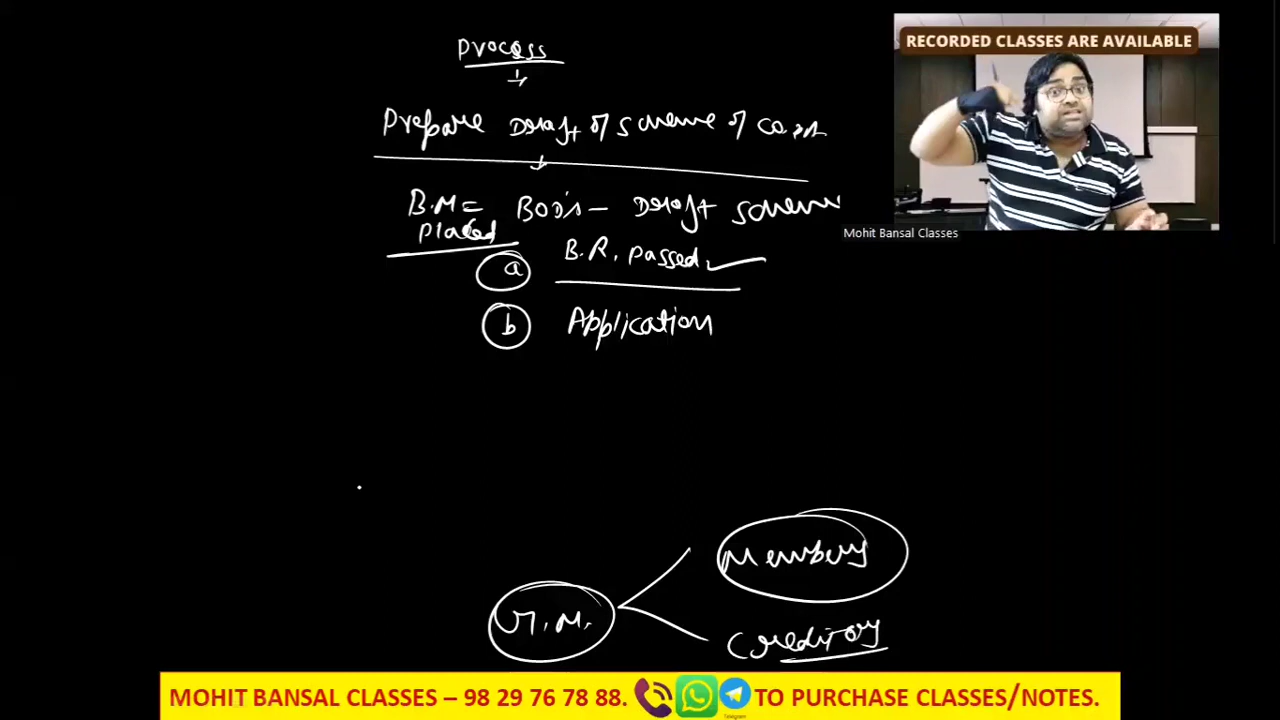 Process
RECORDED CLASSES ARE AVAILABLE
Prepare Draft of Scheme of
B.M= BOD's - Draft Scheme
Placed
Mohit Bansal Classes
a B.R. Passed
b Application
Members
G.M.
Creditors
MOHIT BANSAL CLASSES – 98 29 76 78 88. TO PURCHASE CLASSES/NOTES.
Telegram